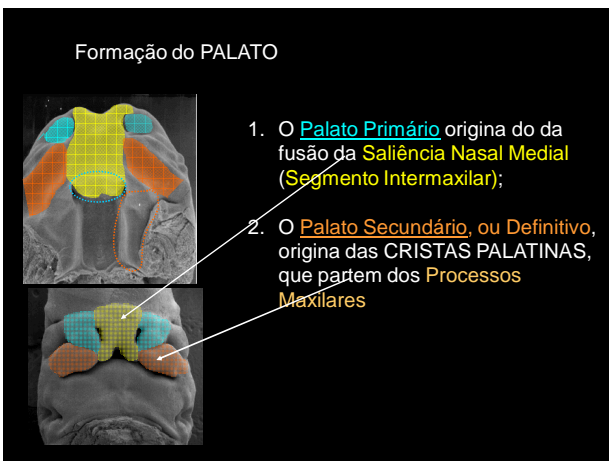 Formação do PALATO
1. O Palato Primário origina do da
fusão da Saliência Nasal Medial
(Segmento Intermaxilar);
2. O Palato Secundário, ou Definitivo,
origina das CRISTAS PALATINAS,
que partem dos Processos
Maxilares